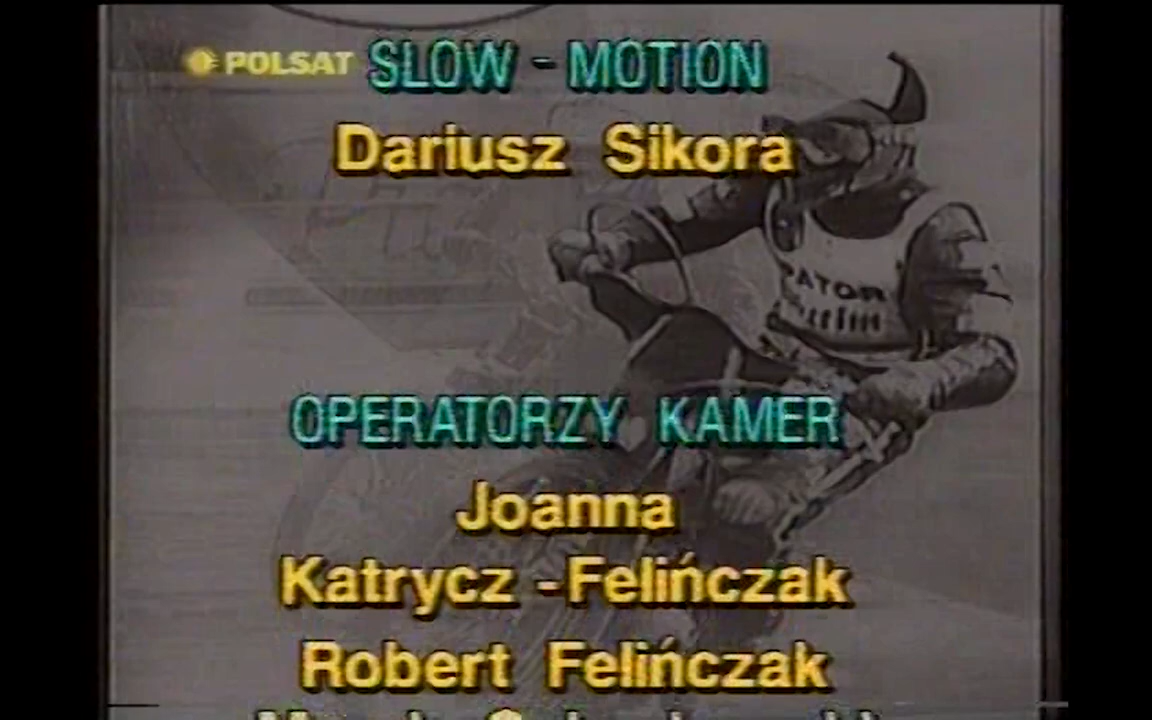 POLSAT SLOW - MOTION
Dariusz Sikora
OPERATORZY KAMER
Joanna
Katrycz - Felińczak
Robert Felińczak